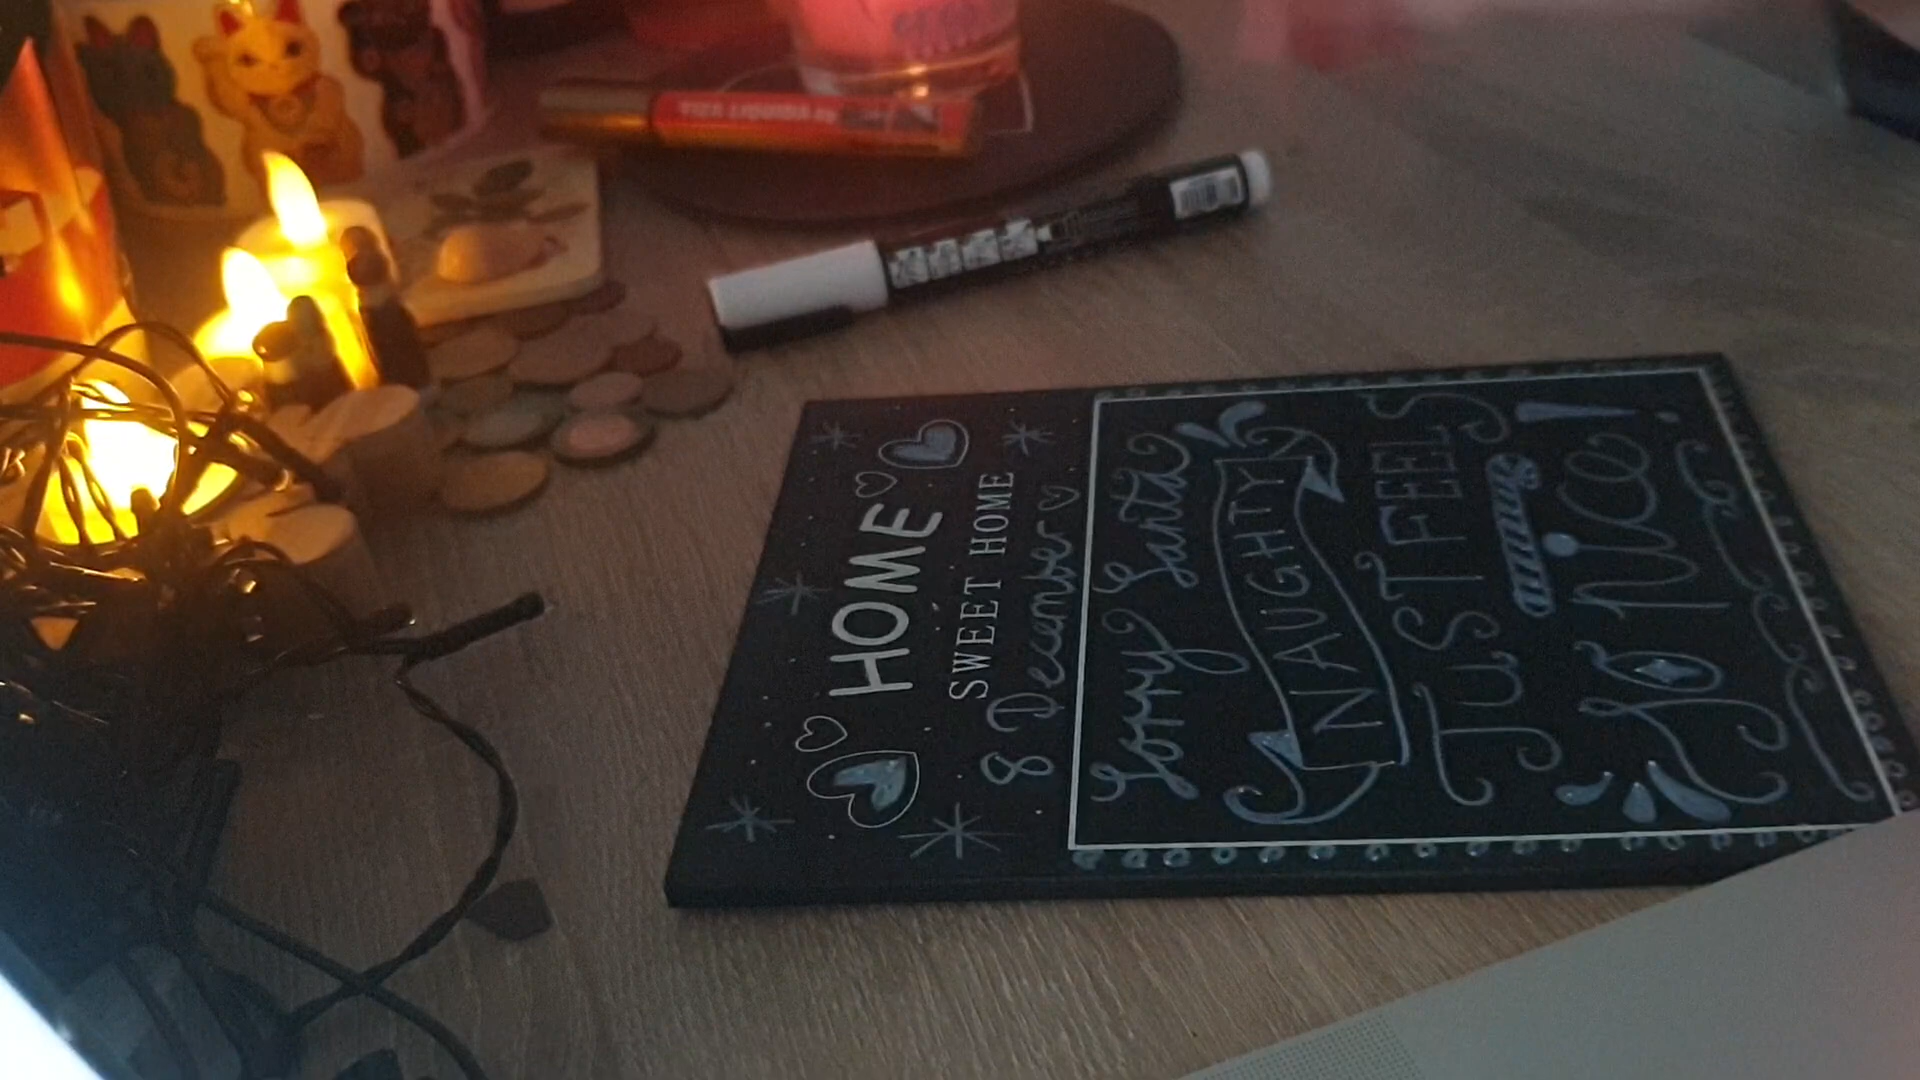 HOME
SWEET HOME
8 December
Sorry Santa
NAUGHTY
JUST FEELS
So Nice!